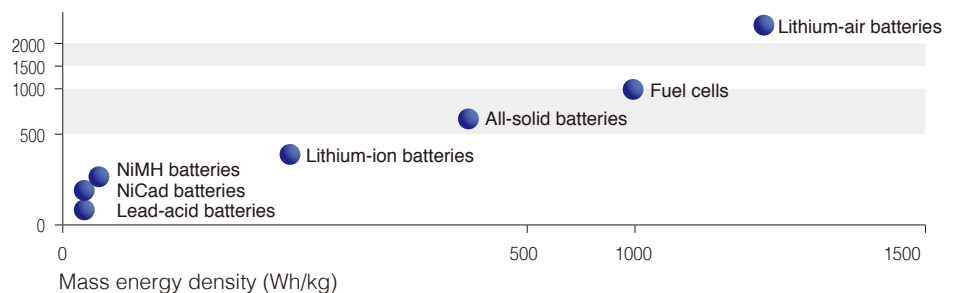 Lithium-air batteries
2000
1500
1000
Fuel cells
All-solid batteries
500
Lithium-ion batteries
NiMH batteries
NiCad batteries
Lead-acid batteries
0
0 500 1000 1500
Mass energy density (Wh/kg)